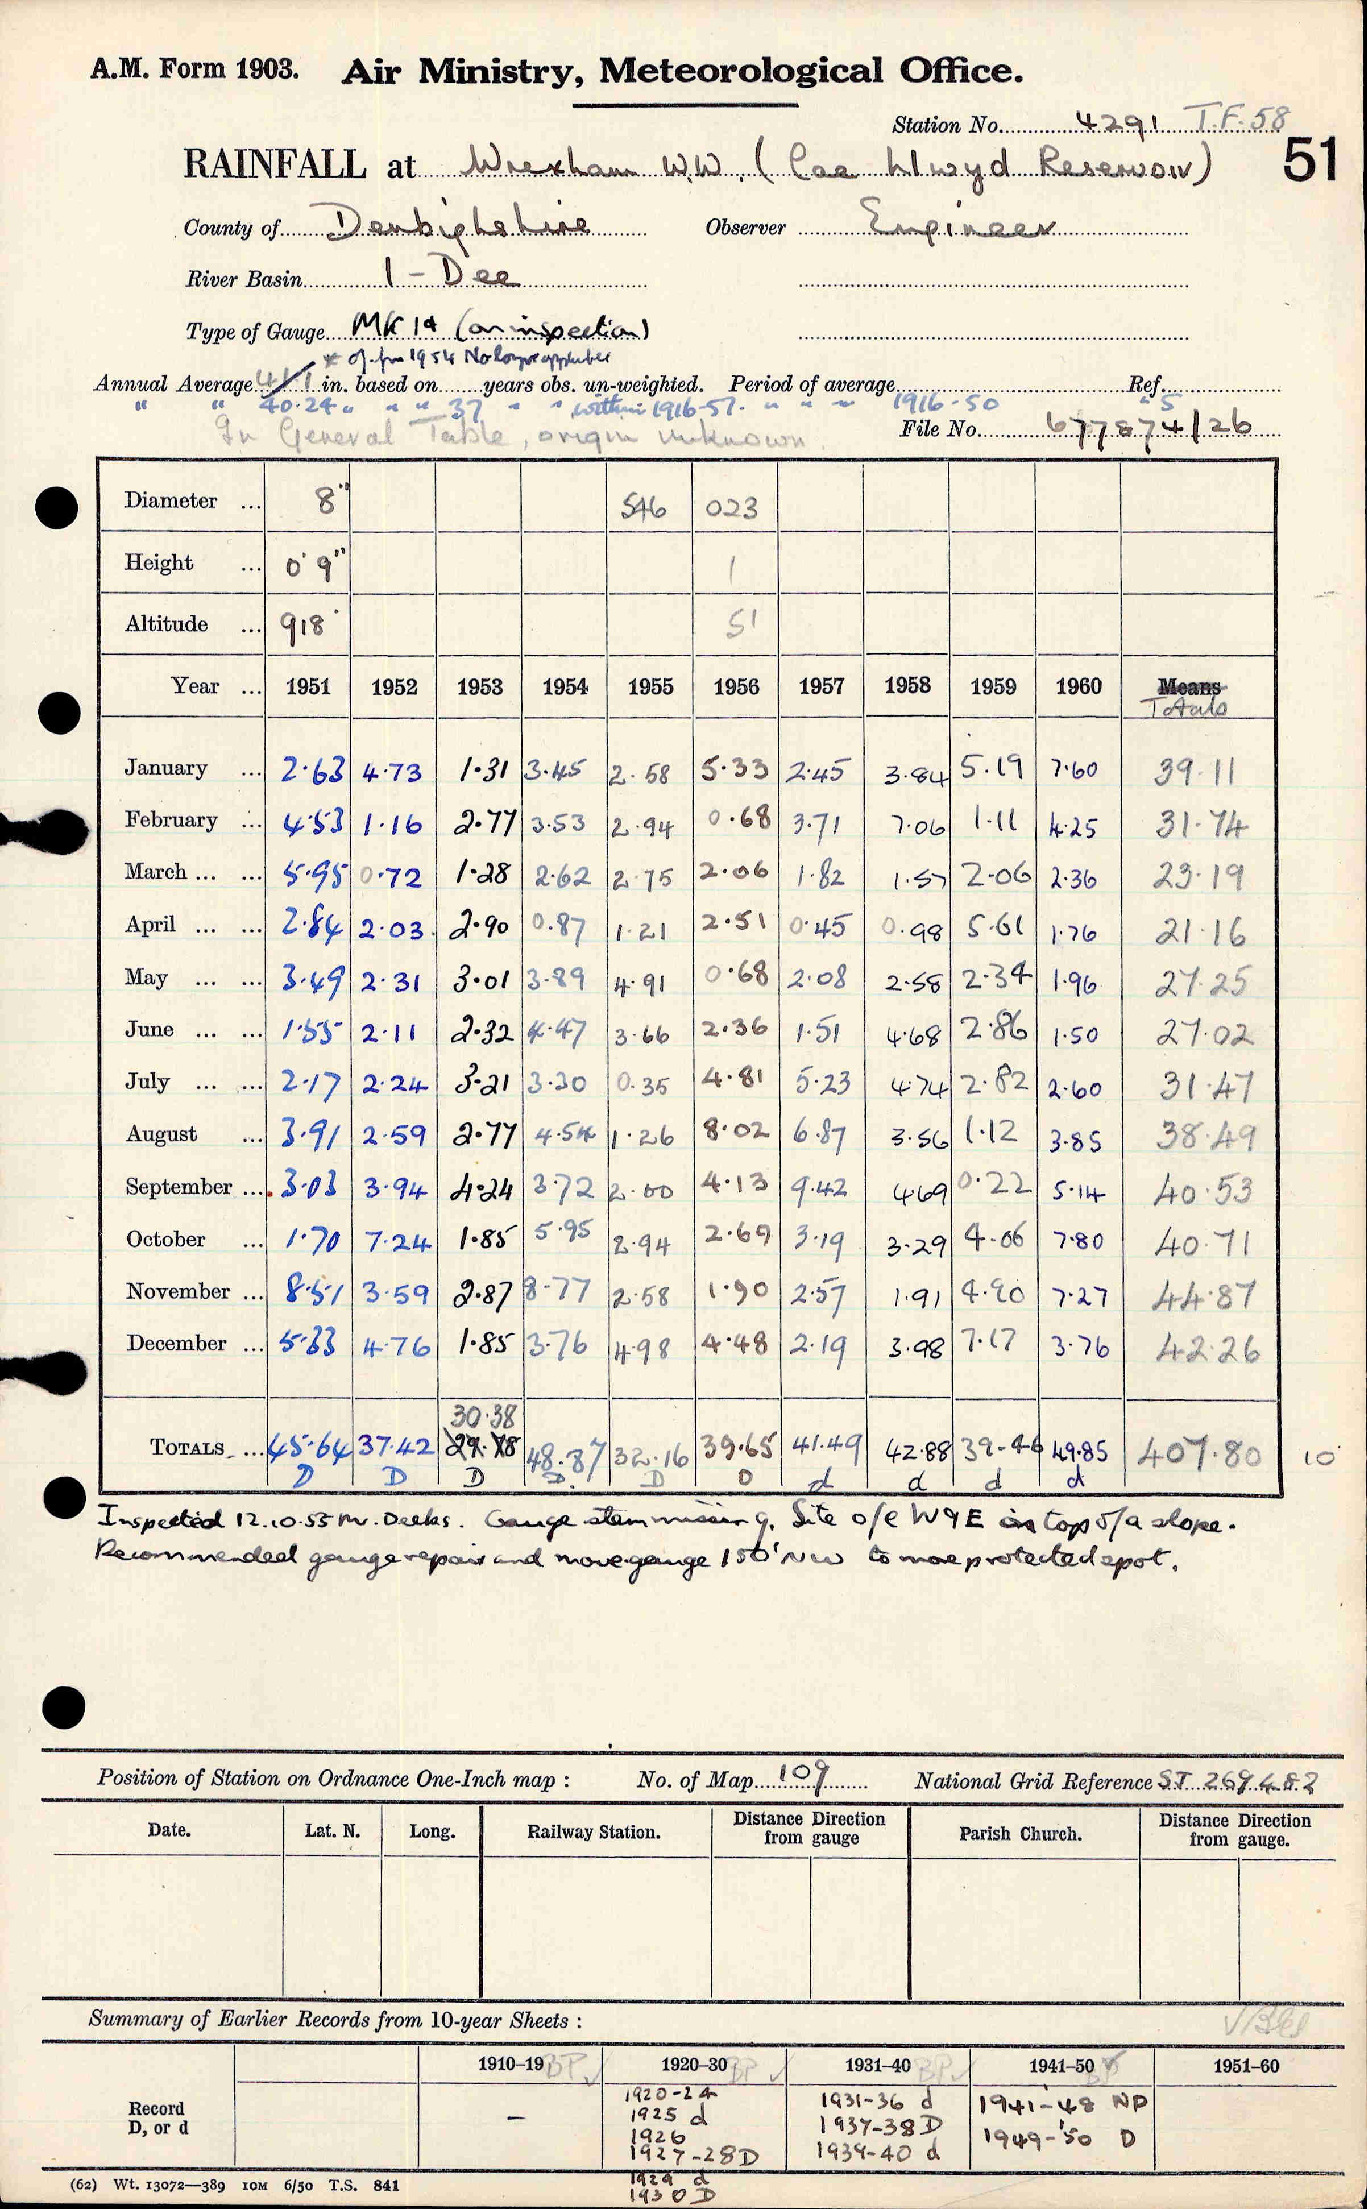 A.M. Form 1903. Air Ministry, Meteorological Office.
Station No. 4291 T.F.58
RAINFALL at Wrexham W.W. (Cae Llwyd Reservoir) 51
County of Denbighshire Observer Engineer
River Basin 1 - Dee
Type of Gauge MK 1a (on inspection)
* of fm 1954 No longer applicable
Annual Average 41.1 in. based on years obs. un-weighted. Period of average Ref.
" " 40.24 " " " 37 " " within 1916-51. " " " 1916-50 "S
In General Table, origin unknown. File No. 677874/26
Diameter ... 8" 546 023
Height ... 0' 9" 1
Altitude ... 918' 51
Year ... 1951 1952 1953 1954 1955 1956 1957 1958 1959 1960 Means Totals
January ... 2.63 4.73 1.31 3.45 2.58 5.33 2.45 3.84 5.19 7.60 39.11
February ... 4.53 1.16 2.77 3.53 2.94 0.68 3.71 7.06 1.11 4.25 31.74
March ... ... 5.95 0.72 1.28 2.62 2.75 2.06 1.82 1.57 2.06 2.36 23.19
April ... ... 2.84 2.03 2.90 0.87 1.21 2.51 0.45 0.98 5.61 1.76 21.16
May ... ... 3.49 2.31 3.01 3.89 4.91 0.68 2.08 2.58 2.34 1.96 27.25
June ... ... 1.55 2.11 2.32 4.47 3.66 2.36 1.51 4.68 2.86 1.50 27.02
July ... ... 2.17 2.24 3.21 3.30 0.35 4.81 5.23 4.74 2.82 2.60 31.47
August ... 3.91 2.59 2.77 4.54 1.26 8.02 6.87 3.56 1.12 3.85 38.49
September ... 3.03 3.94 4.24 3.72 2.00 4.13 9.42 4.69 0.22 5.14 40.53
October ... 1.70 7.24 1.85 5.95 2.94 2.69 3.19 3.29 4.06 7.80 40.71
November ... 8.51 3.59 2.87 8.77 2.58 1.90 2.57 1.91 4.90 7.27 44.87
December ... 5.33 4.76 1.85 3.76 4.98 4.48 2.19 3.98 7.17 3.76 42.26
30.38
TOTALS ... 45.64 37.42 29.78 48.87 32.16 39.65 41.49 42.88 39.46 49.85 407.80 10
D D D D. D D d d d d
Inspected 12.10.55 Mr. Deeks. Gauge stem missing. Site o/e W & E on top of a slope.
Recommended gauge repair and move gauge 150' NW to more protected spot.
Position of Station on Ordnance One-Inch map : No. of Map 109 National Grid Reference SJ 269482
Date. Lat. N. Long. Railway Station. Distance Direction from gauge Parish Church. Distance Direction from gauge.
Summary of Earlier Records from 10-year Sheets :
1910-19 BP ✓ 1920-30 BP ✓ 1931-40 BP ✓ 1941-50 BP 1951-60
Record D, or d
-
1920-24
1925 d
1926
1927-28 D
1929 d
1930 D
1931-36 d
1937-38 D
1939-40 d
1941-48 ND
1949-50 D
(62) Wt. 13072—389 10M 6/50 T.S. 841